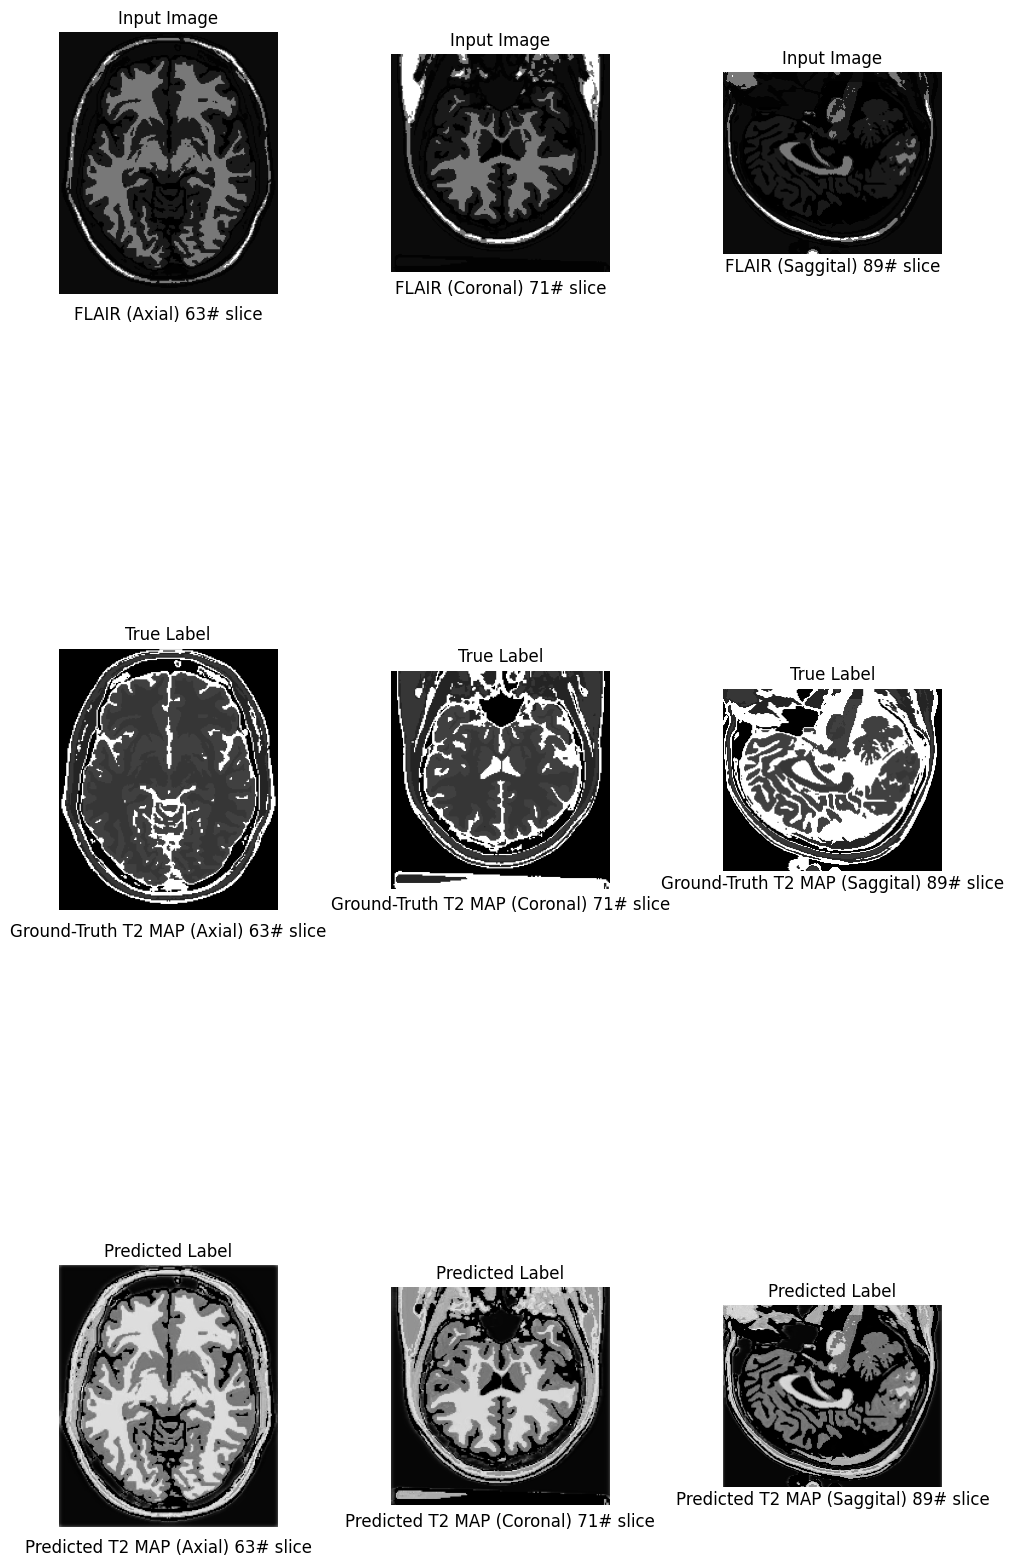 Input Image
Input Image
Input Image
FLAIR (Axial) 63# slice
FLAIR (Coronal) 71# slice
FLAIR (Saggital) 89# slice
True Label
True Label
True Label
Ground-Truth T2 MAP (Axial) 63# slice
Ground-Truth T2 MAP (Coronal) 71# slice
Ground-Truth T2 MAP (Saggital) 89# slice
Predicted Label
Predicted Label
Predicted Label
Predicted T2 MAP (Axial) 63# slice
Predicted T2 MAP (Coronal) 71# slice
Predicted T2 MAP (Saggital) 89# slice